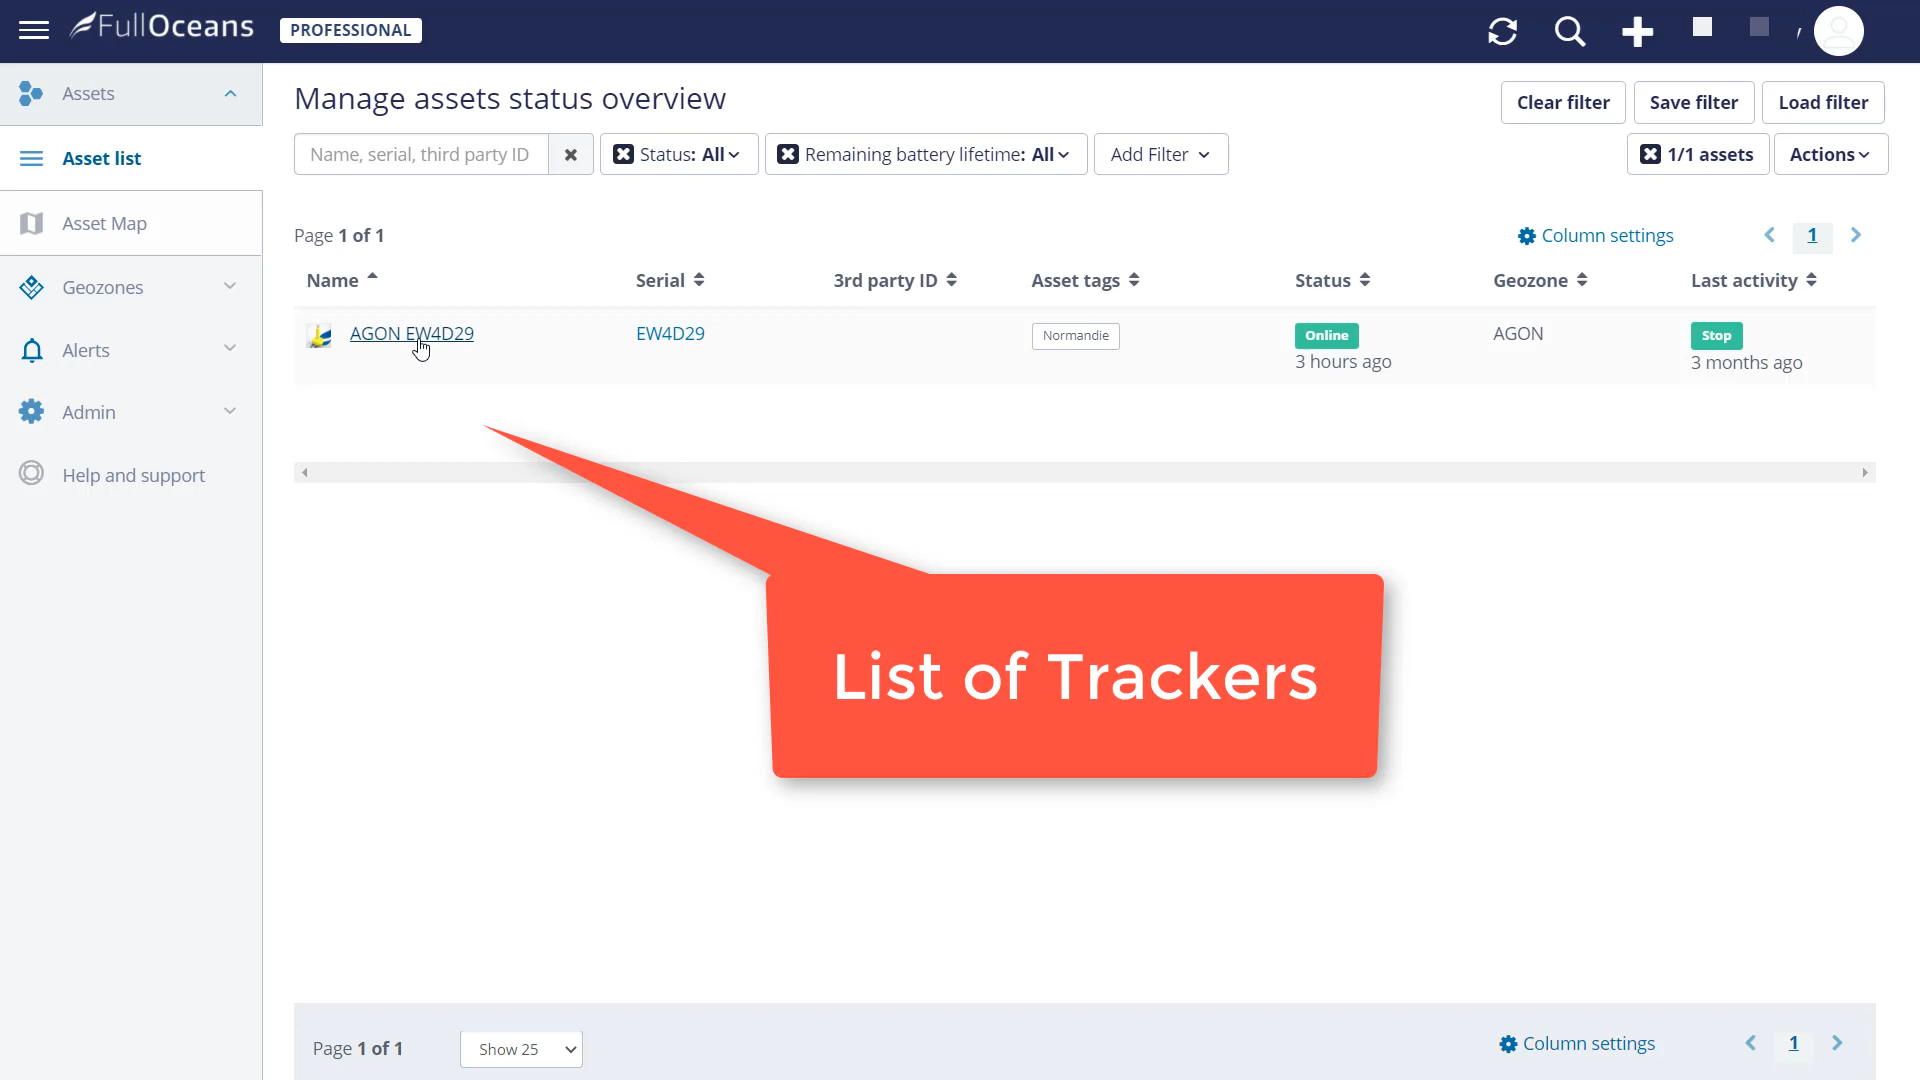 FullOceans PROFESSIONAL
Assets
Asset list
Asset Map
Geozones
Alerts
Admin
Help and support
Manage assets status overview
Clear filter Save filter Load filter
Name, serial, third party ID Status: All Remaining battery lifetime: All Add Filter 1/1 assets Actions
Page 1 of 1 Column settings 1
Name Serial 3rd party ID Asset tags Status Geozone Last activity
AGON EW4D29 EW4D29 Normandie Online AGON Stop
3 hours ago 3 months ago
List of Trackers
Page 1 of 1 Show 25 Column settings 1